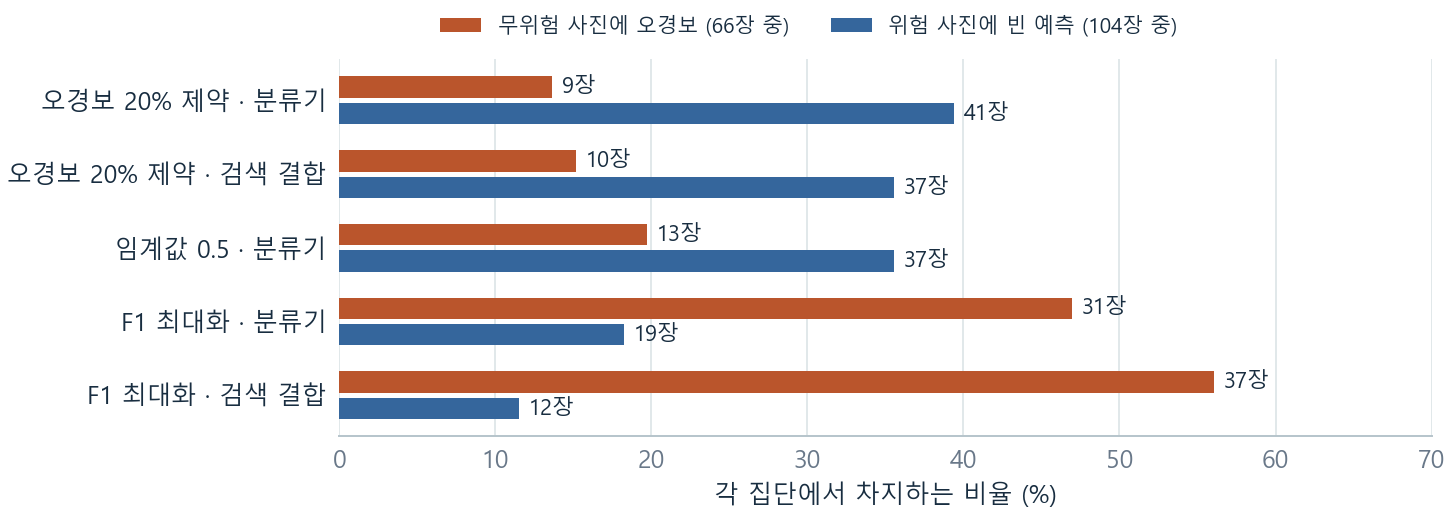 무위험 사진에 오경보 (66장 중) 위험 사진에 빈 예측 (104장 중)
오경보 20% 제약 · 분류기 9장
41장
오경보 20% 제약 · 검색 결합 10장
37장
임계값 0.5 · 분류기 13장
37장
F1 최대화 · 분류기 31장
19장
F1 최대화 · 검색 결합 37장
12장
0 10 20 30 40 50 60 70
각 집단에서 차지하는 비율 (%)